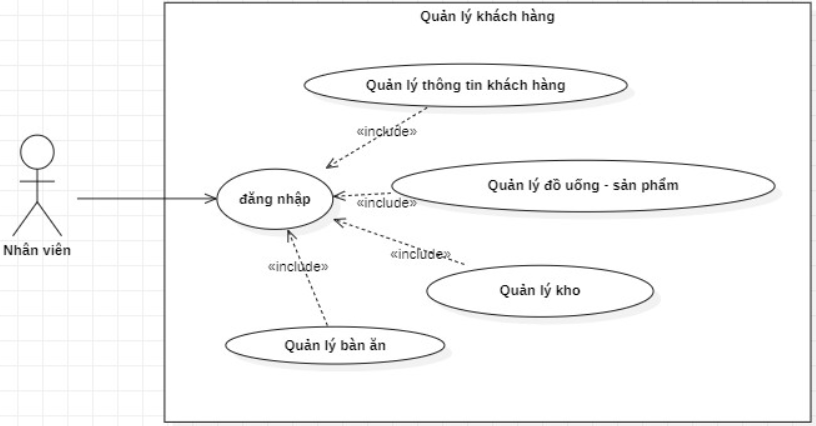 Quản lý khách hàng
Quản lý thông tin khách hàng
«include»
Quản lý đồ uống - sản phẩm
đăng nhập
«include»
Nhân viên
«include»
«include»
Quản lý kho
Quản lý bàn ăn